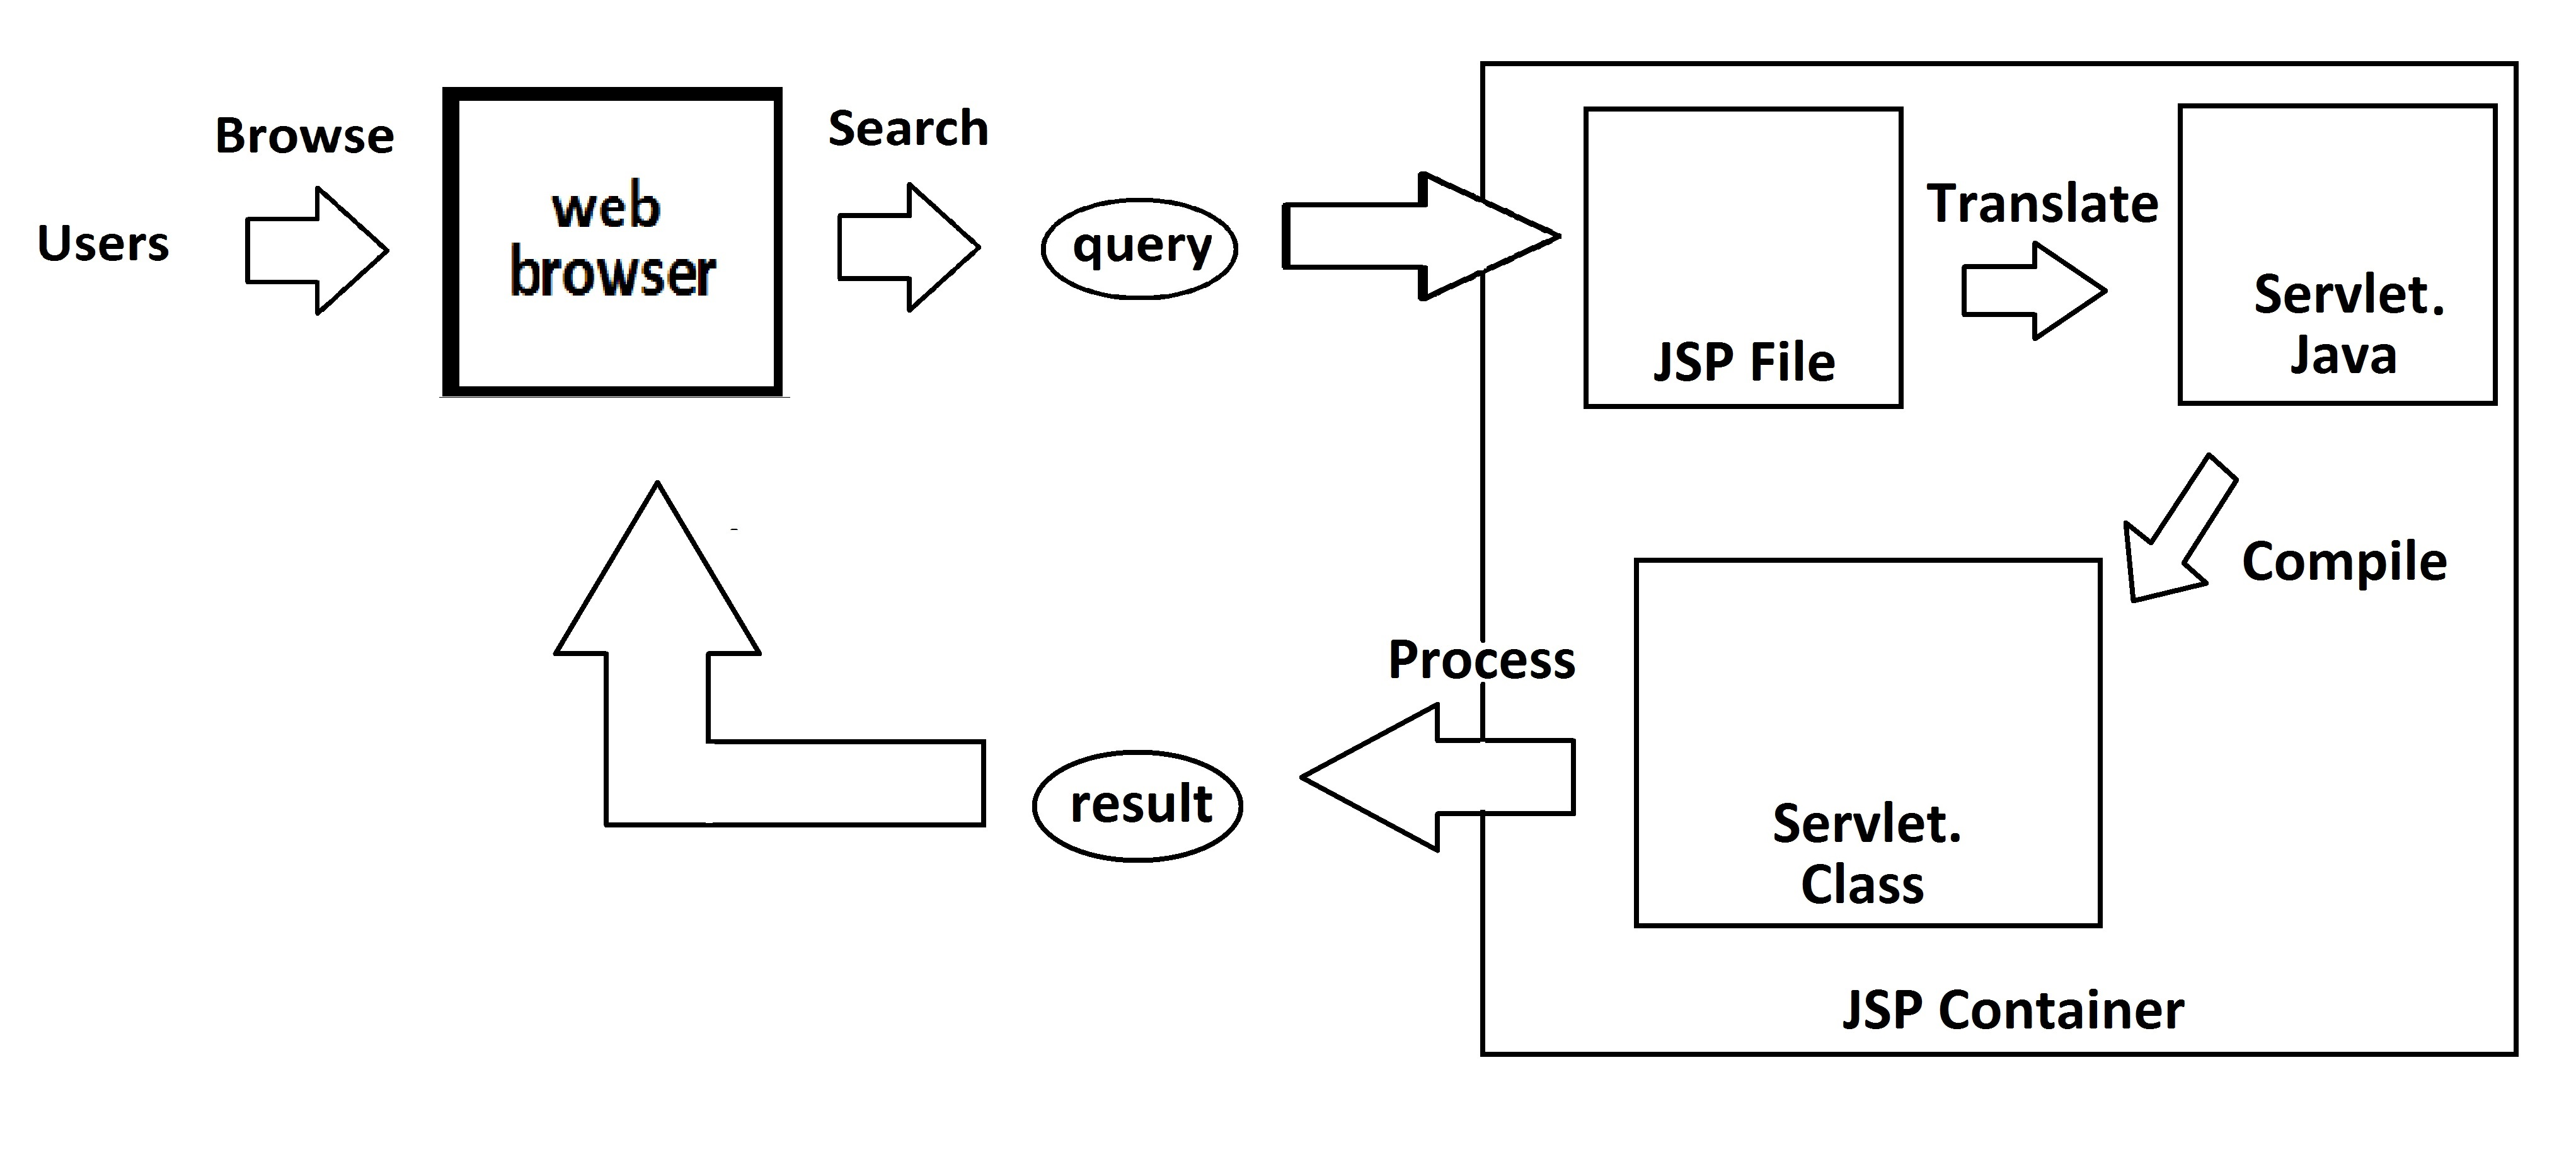 Users
Browse
web
browser
Search
query
JSP File
Translate
Servlet.
Java
Compile
Servlet.
Class
Process
result
JSP Container